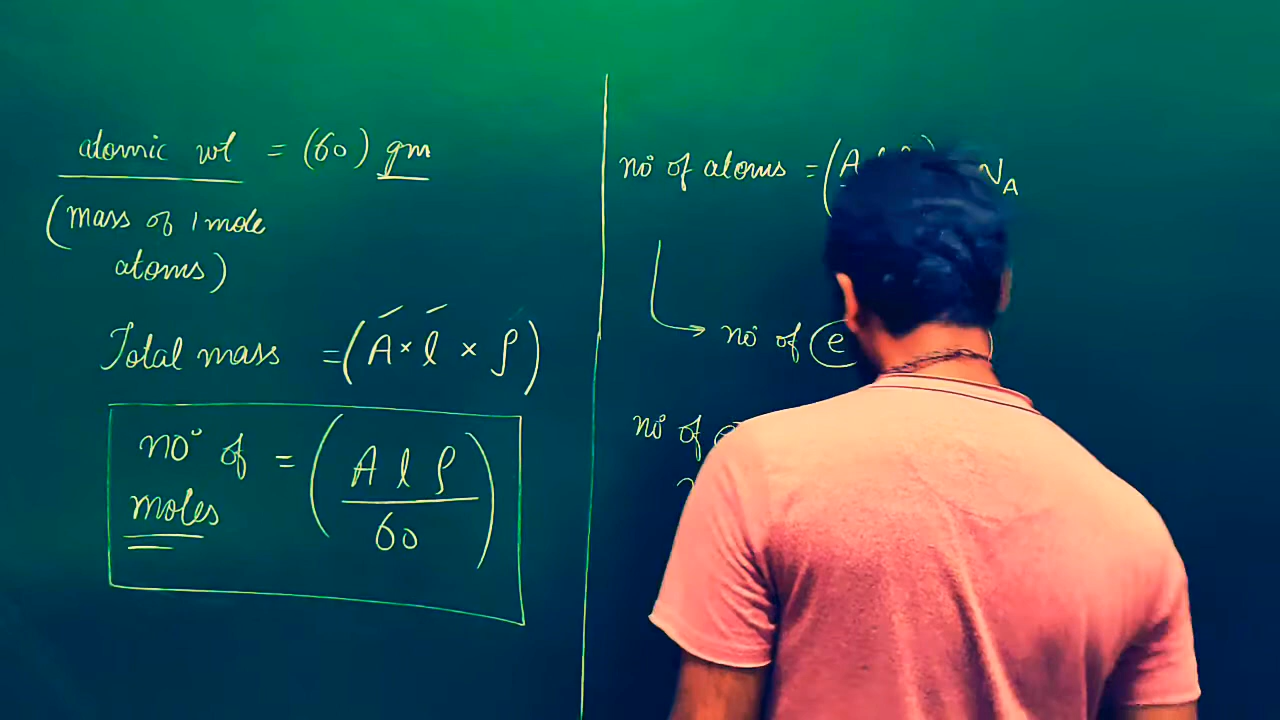 atomic wt = (60) gm
(mass of 1 mole
atoms)
Total mass = (A × l × ρ)
no° of moles = (A l ρ / 60)
no° of atoms = (A N_A
no° of e
no° of